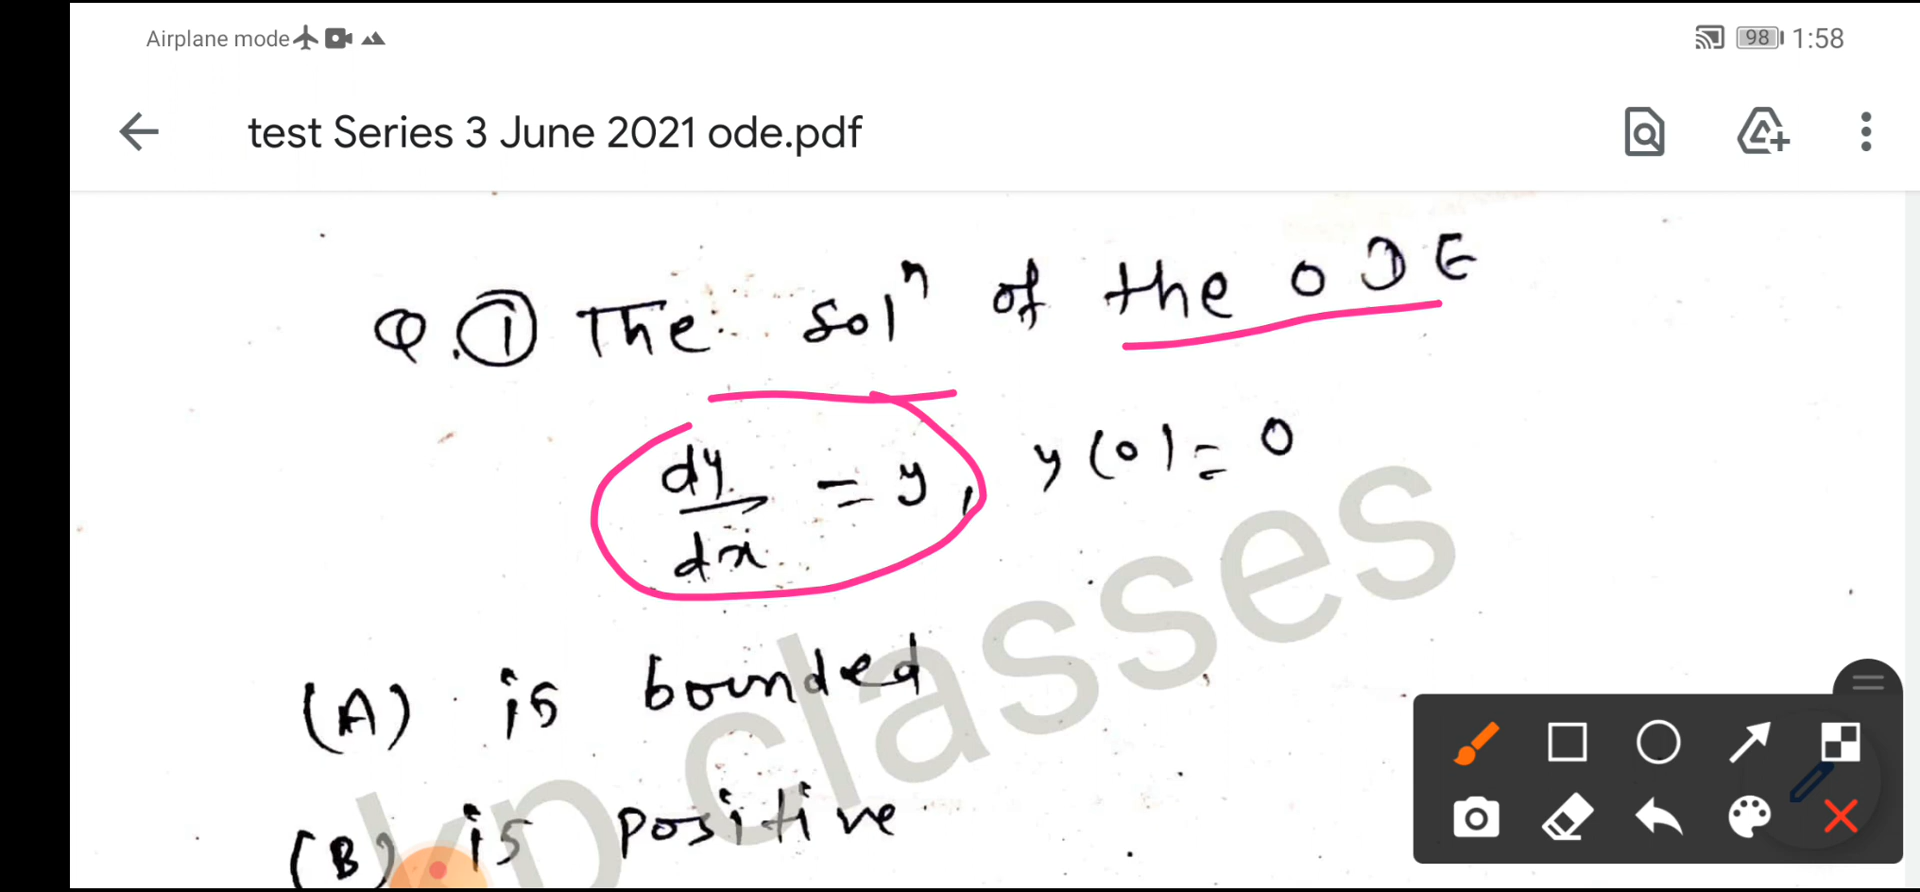 Airplane mode 98 1:58
test Series 3 June 2021 ode.pdf
Q.① The solⁿ of the ODE
dy/dx = y, y(0) = 0
(A) is bounded
(B) is positive
kp classes